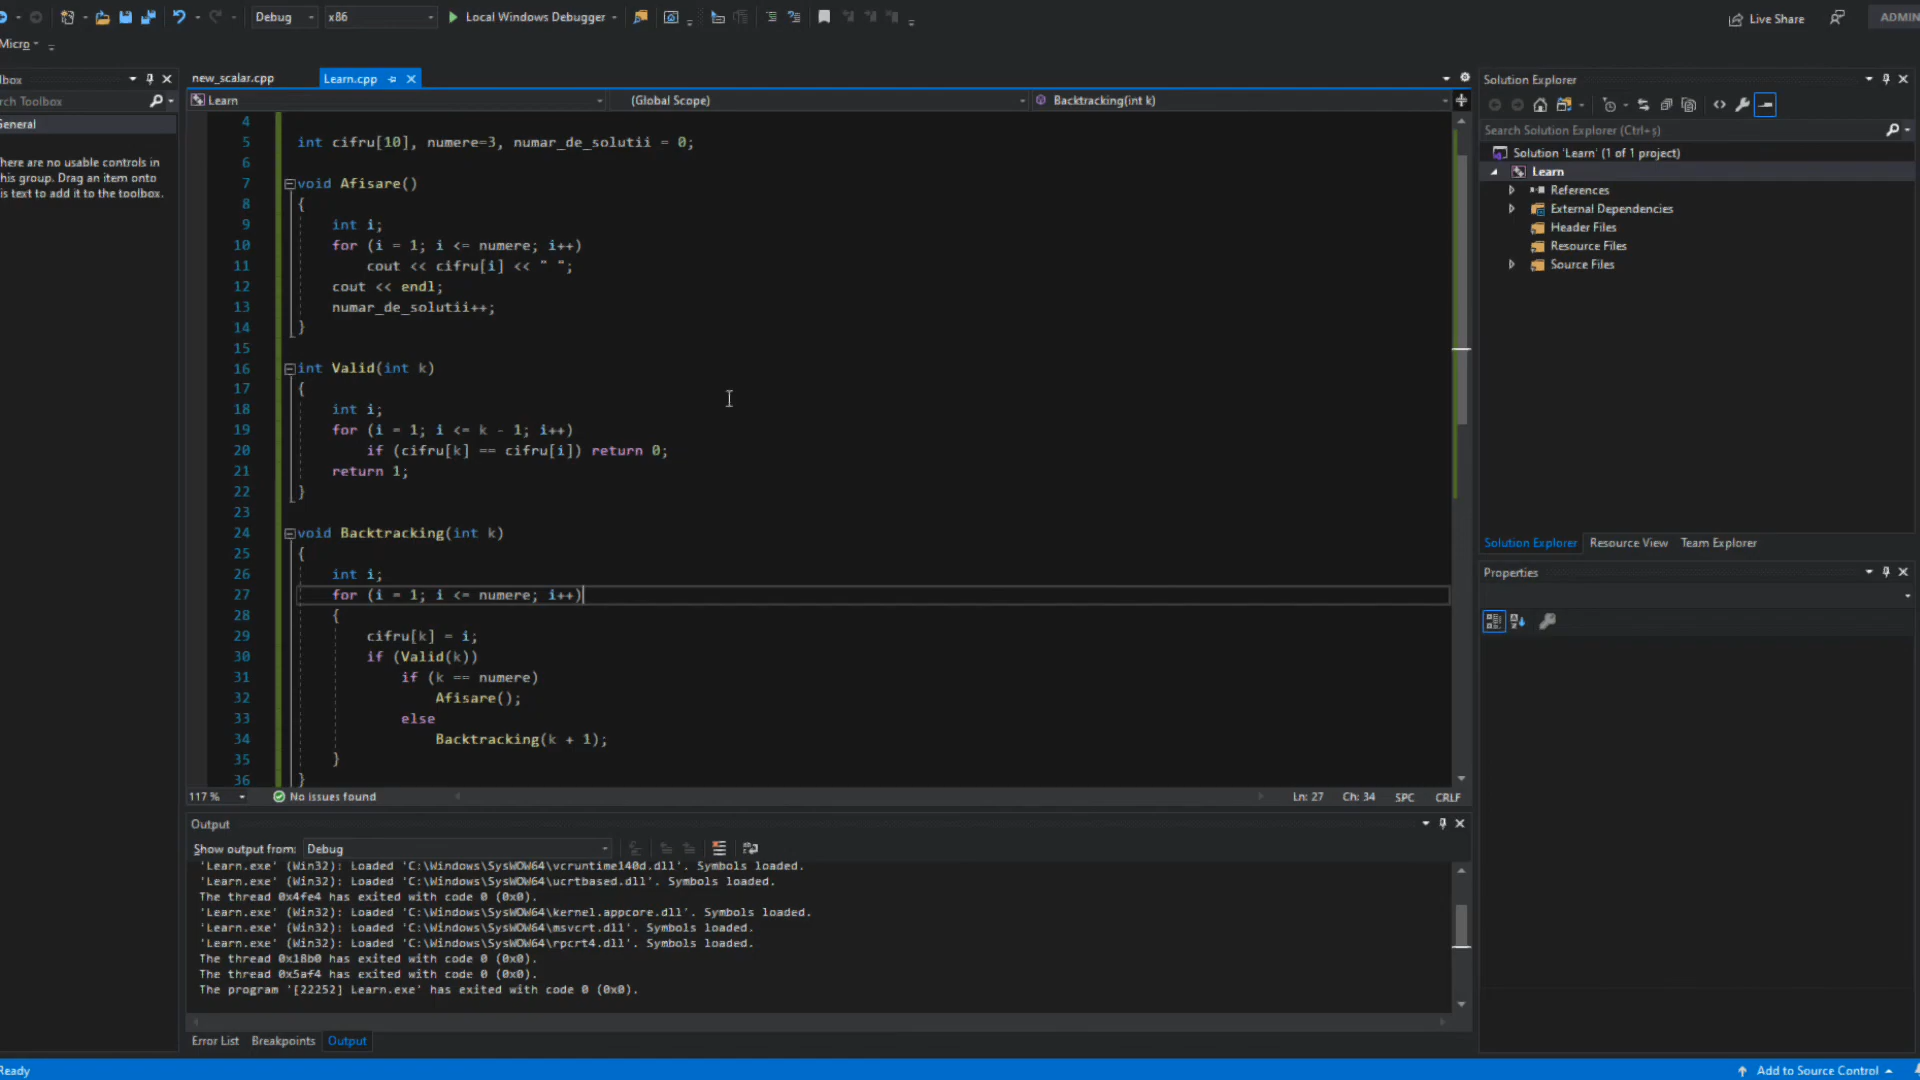 Debug x86 Local Windows Debugger Live Share ADMIN
Micro
lbox
new_scalar.cpp Learn.cpp
Solution Explorer
rch Toolbox
Learn (Global Scope) Backtracking(int k)
General
here are no usable controls in
his group. Drag an item onto
is text to add it to the toolbox.
4
5 int cifru[10], numere=3, numar_de_solutii = 0;
6
7 void Afisare()
8 {
9 int i;
10 for (i = 1; i <= numere; i++)
11 cout << cifru[i] << " ";
12 cout << endl;
13 numar_de_solutii++;
14 }
15
16 int Valid(int k)
17 {
18 int i;
19 for (i = 1; i <= k - 1; i++)
20 if (cifru[k] == cifru[i]) return 0;
21 return 1;
22 }
23
24 void Backtracking(int k)
25 {
26 int i;
27 for (i = 1; i <= numere; i++)
28 {
29 cifru[k] = i;
30 if (Valid(k))
31 if (k == numere)
32 Afisare();
33 else
34 Backtracking(k + 1);
35 }
36 }
117 % No issues found Ln: 27 Ch: 34 SPC CRLF
Search Solution Explorer (Ctrl+ș)
Solution 'Learn' (1 of 1 project)
Learn
References
External Dependencies
Header Files
Resource Files
Source Files
Solution Explorer Resource View Team Explorer
Properties
Output
Show output from: Debug
'Learn.exe' (Win32): Loaded 'C:\Windows\SysWOW64\vcruntime140d.dll'. Symbols loaded.
'Learn.exe' (Win32): Loaded 'C:\Windows\SysWOW64\ucrtbased.dll'. Symbols loaded.
The thread 0x4fe4 has exited with code 0 (0x0).
'Learn.exe' (Win32): Loaded 'C:\Windows\SysWOW64\kernel.appcore.dll'. Symbols loaded.
'Learn.exe' (Win32): Loaded 'C:\Windows\SysWOW64\msvcrt.dll'. Symbols loaded.
'Learn.exe' (Win32): Loaded 'C:\Windows\SysWOW64\rpcrt4.dll'. Symbols loaded.
The thread 0x18b0 has exited with code 0 (0x0).
The thread 0x5af4 has exited with code 0 (0x0).
The program '[22252] Learn.exe' has exited with code 0 (0x0).
Error List Breakpoints Output
Ready Add to Source Control